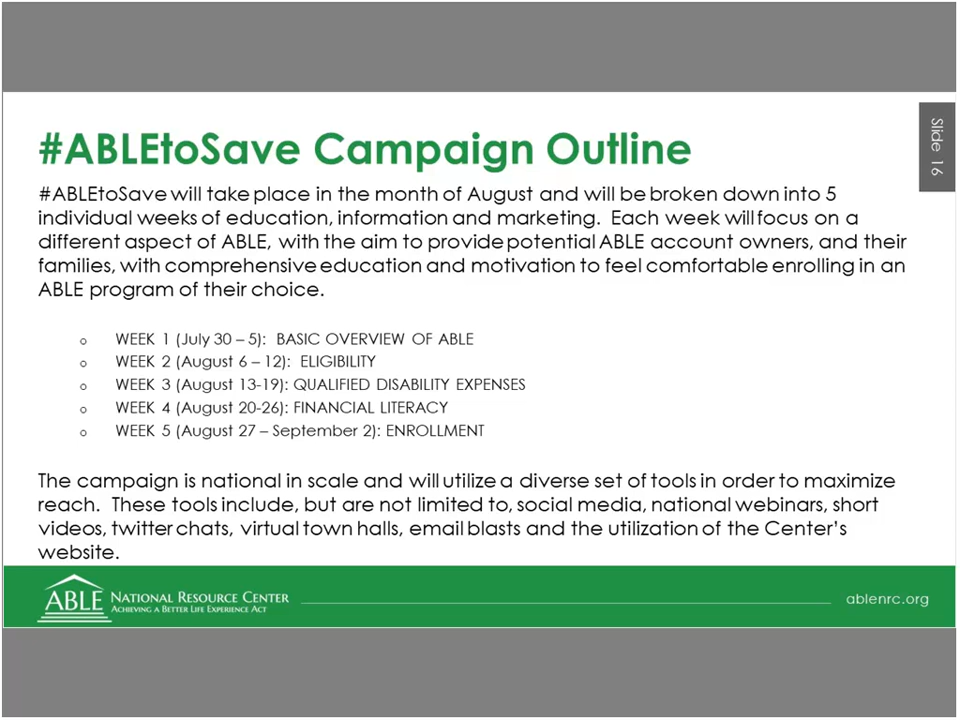 #ABLEtoSave Campaign Outline
Slide 16
#ABLEtoSave will take place in the month of August and will be broken down into 5
individual weeks of education, information and marketing.  Each week will focus on a
different aspect of ABLE, with the aim to provide potential ABLE account owners, and their
families, with comprehensive education and motivation to feel comfortable enrolling in an
ABLE program of their choice.
o WEEK 1 (July 30 – 5):  BASIC OVERVIEW OF ABLE
o WEEK 2 (August 6 – 12):  ELIGIBILITY
o WEEK 3 (August 13-19): QUALIFIED DISABILITY EXPENSES
o WEEK 4 (August 20-26): FINANCIAL LITERACY
o WEEK 5 (August 27 – September 2): ENROLLMENT
The campaign is national in scale and will utilize a diverse set of tools in order to maximize
reach.  These tools include, but are not limited to, social media, national webinars, short
videos, twitter chats, virtual town halls, email blasts and the utilization of the Center’s
website.
ABLE NATIONAL RESOURCE CENTER
ACHIEVING A BETTER LIFE EXPERIENCE ACT
ablenrc.org